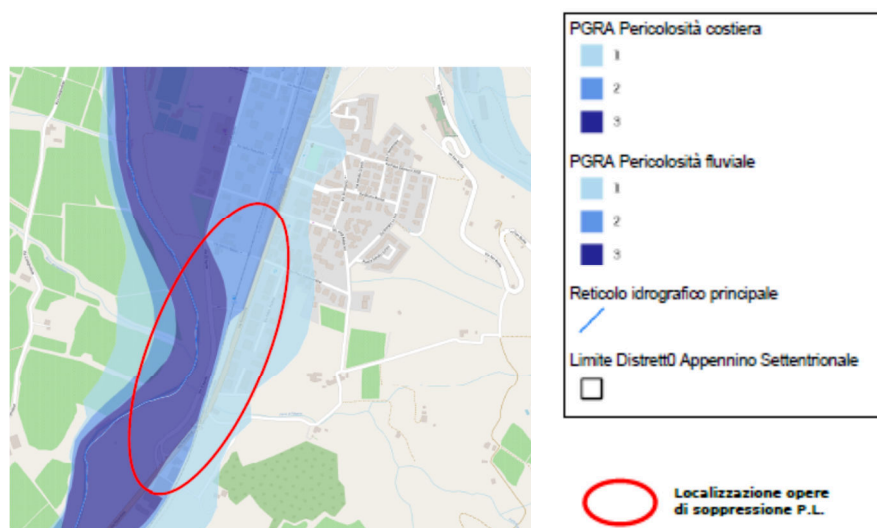 PGRA Pericolosità costiera
1
2
3
PGRA Pericolosità fluviale
1
2
3
Reticolo idrografico principale
Limite Distrett0 Appennino Settentrionale
Localizzazione opere
di soppressione P.L.